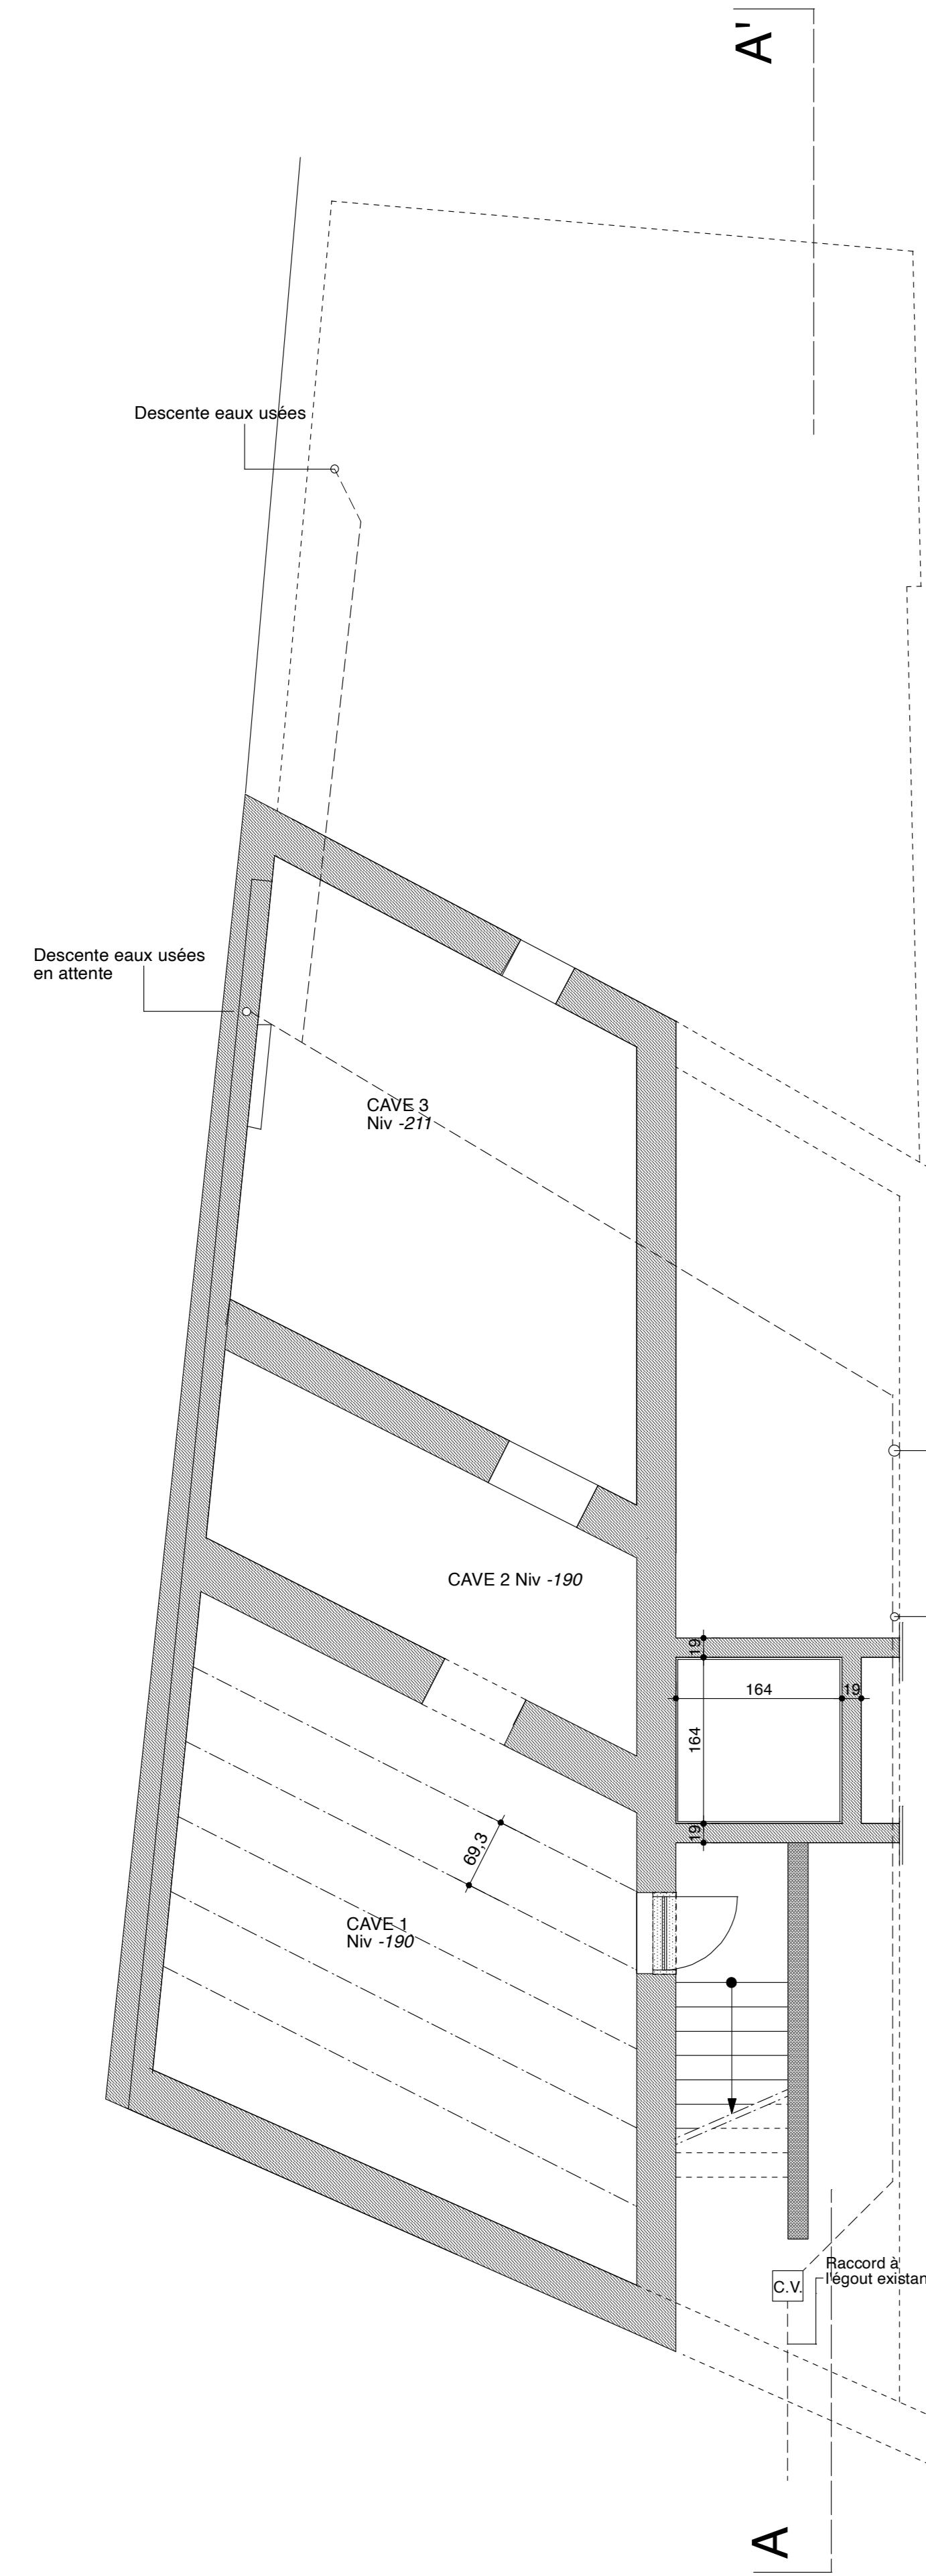 A'
Descente eaux usées
Descente eaux usées
en attente
CAVE 3
Niv -211
CAVE 2 Niv -190
19
164
19
164
19
69,3
CAVE 1
Niv -190
Raccord à
l'égout existan
C.V.
A